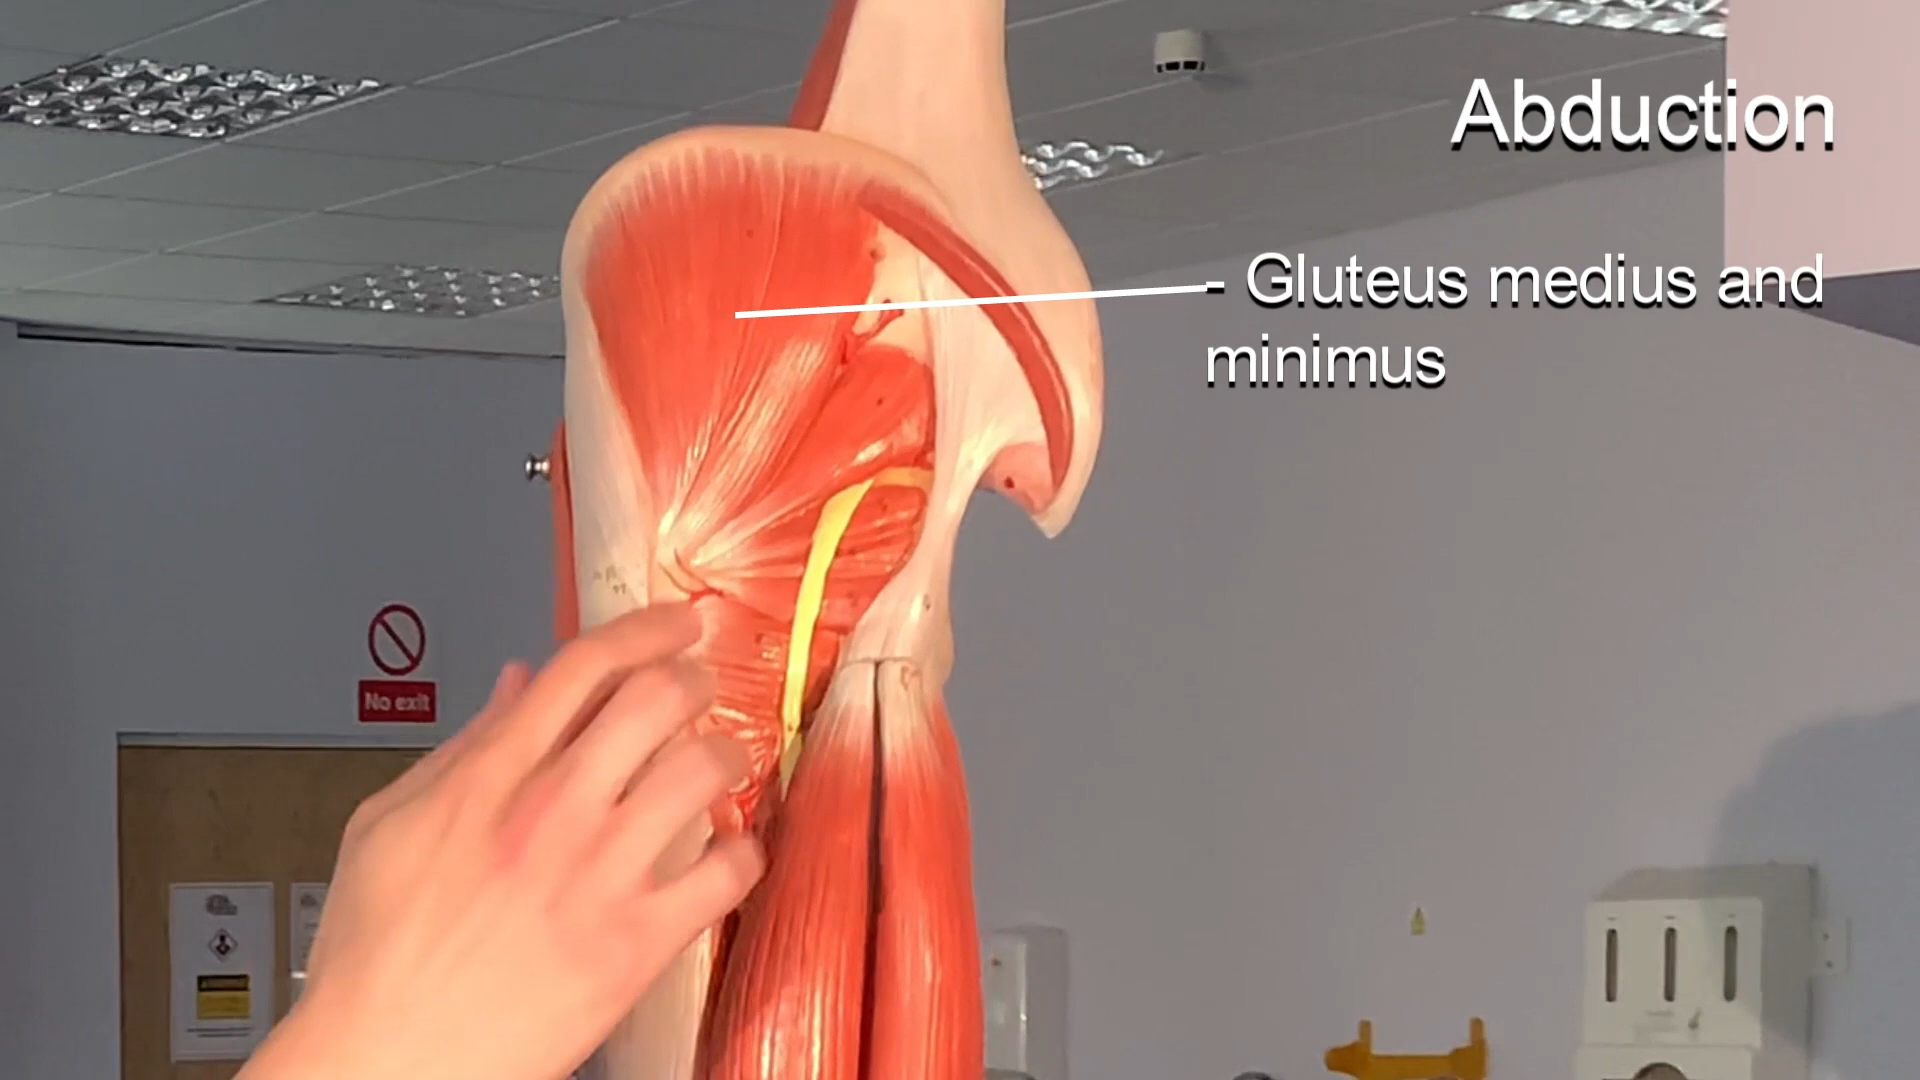 Abduction
- Gluteus medius and
minimus
No exit